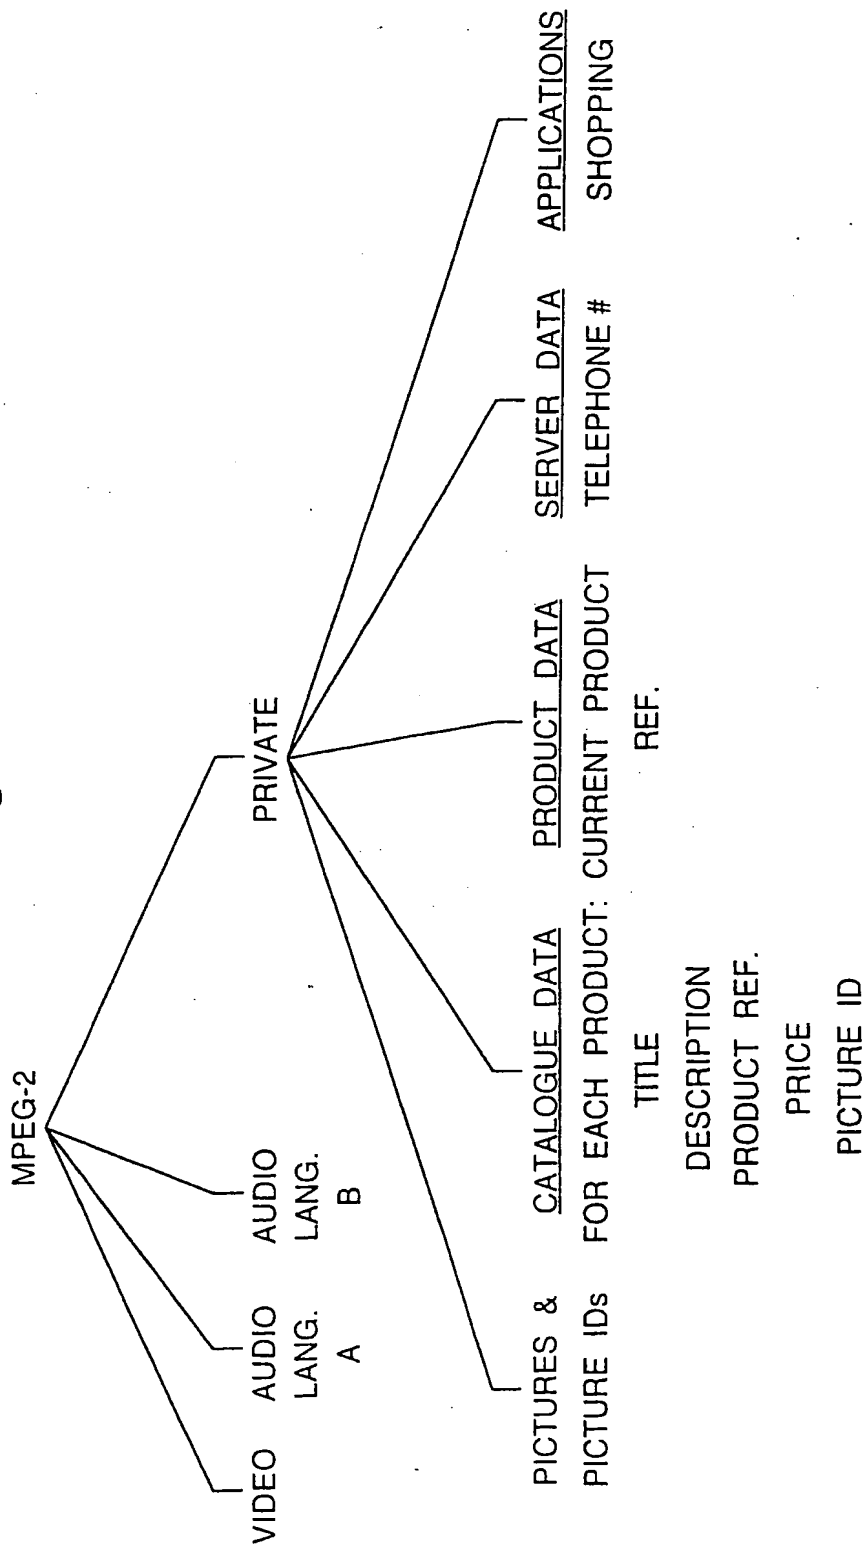 MPEG-2
VIDEO
AUDIO
LANG.
A
AUDIO
LANG.
B
PRIVATE
PICTURES &
PICTURE IDs
CATALOGUE DATA
FOR EACH PRODUCT:
TITLE
DESCRIPTION
PRODUCT REF.
PRICE
PICTURE ID
PRODUCT DATA
CURRENT PRODUCT
REF.
SERVER DATA
TELEPHONE #
APPLICATIONS
SHOPPING